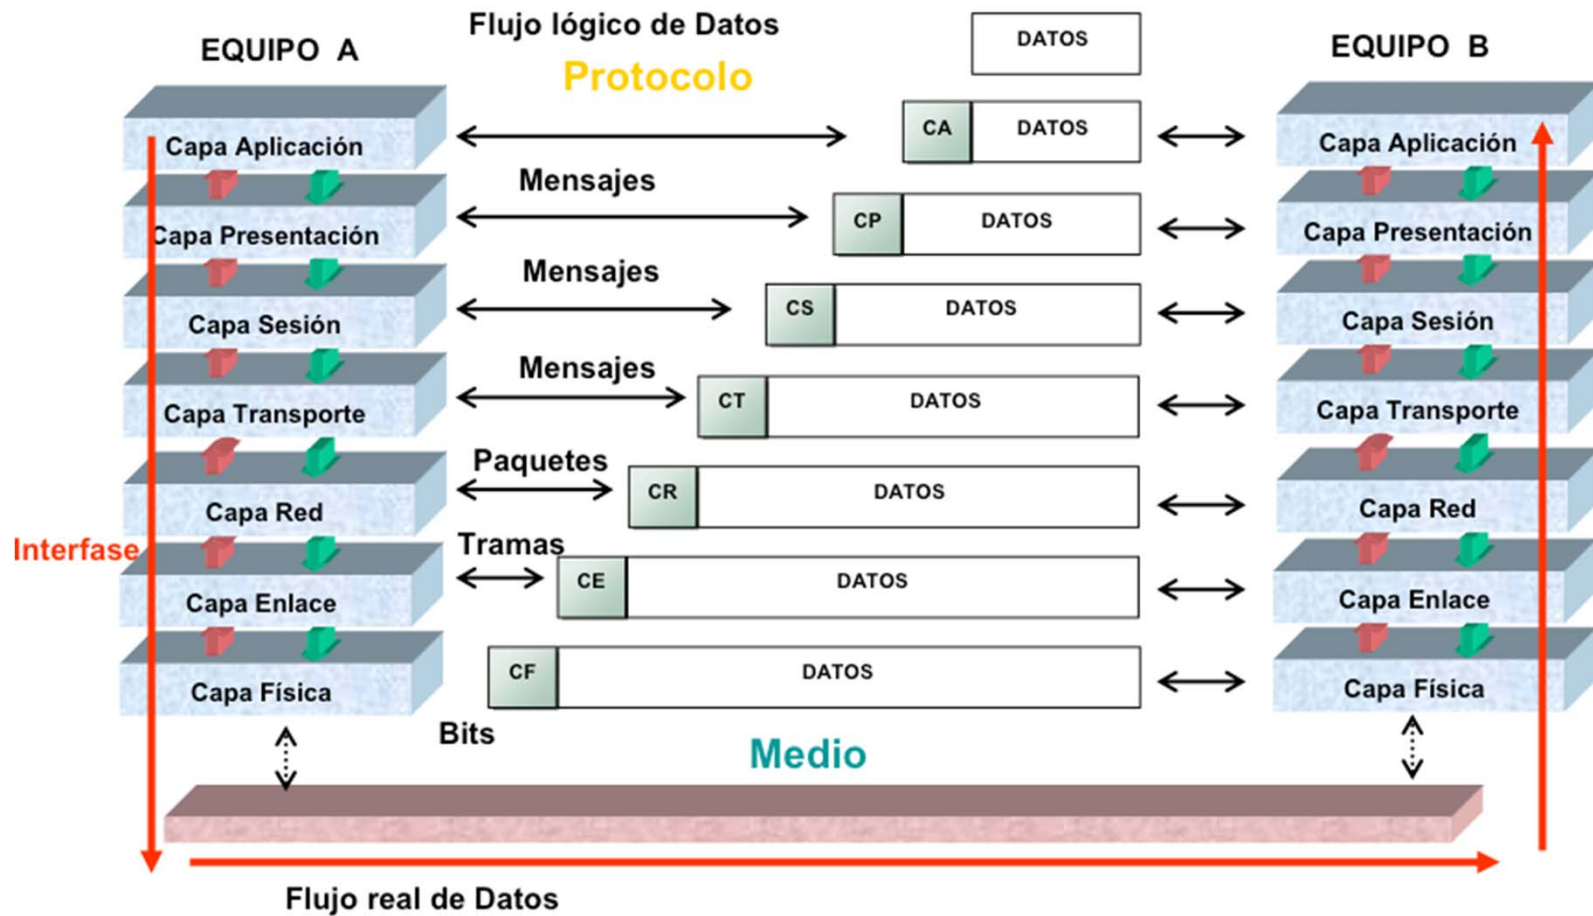 Flujo lógico de Datos
DATOS
EQUIPO A
EQUIPO B
Protocolo
CA
DATOS
Capa Aplicación
Capa Aplicación
Mensajes
CP
DATOS
Capa Presentación
Capa Presentación
Mensajes
CS
DATOS
Capa Sesión
Capa Sesión
Mensajes
CT
DATOS
Capa Transporte
Capa Transporte
Paquetes
CR
DATOS
Capa Red
Capa Red
Interfase
Tramas
CE
DATOS
Capa Enlace
Capa Enlace
CF
DATOS
Capa Física
Capa Física
Bits
Medio
Flujo real de Datos